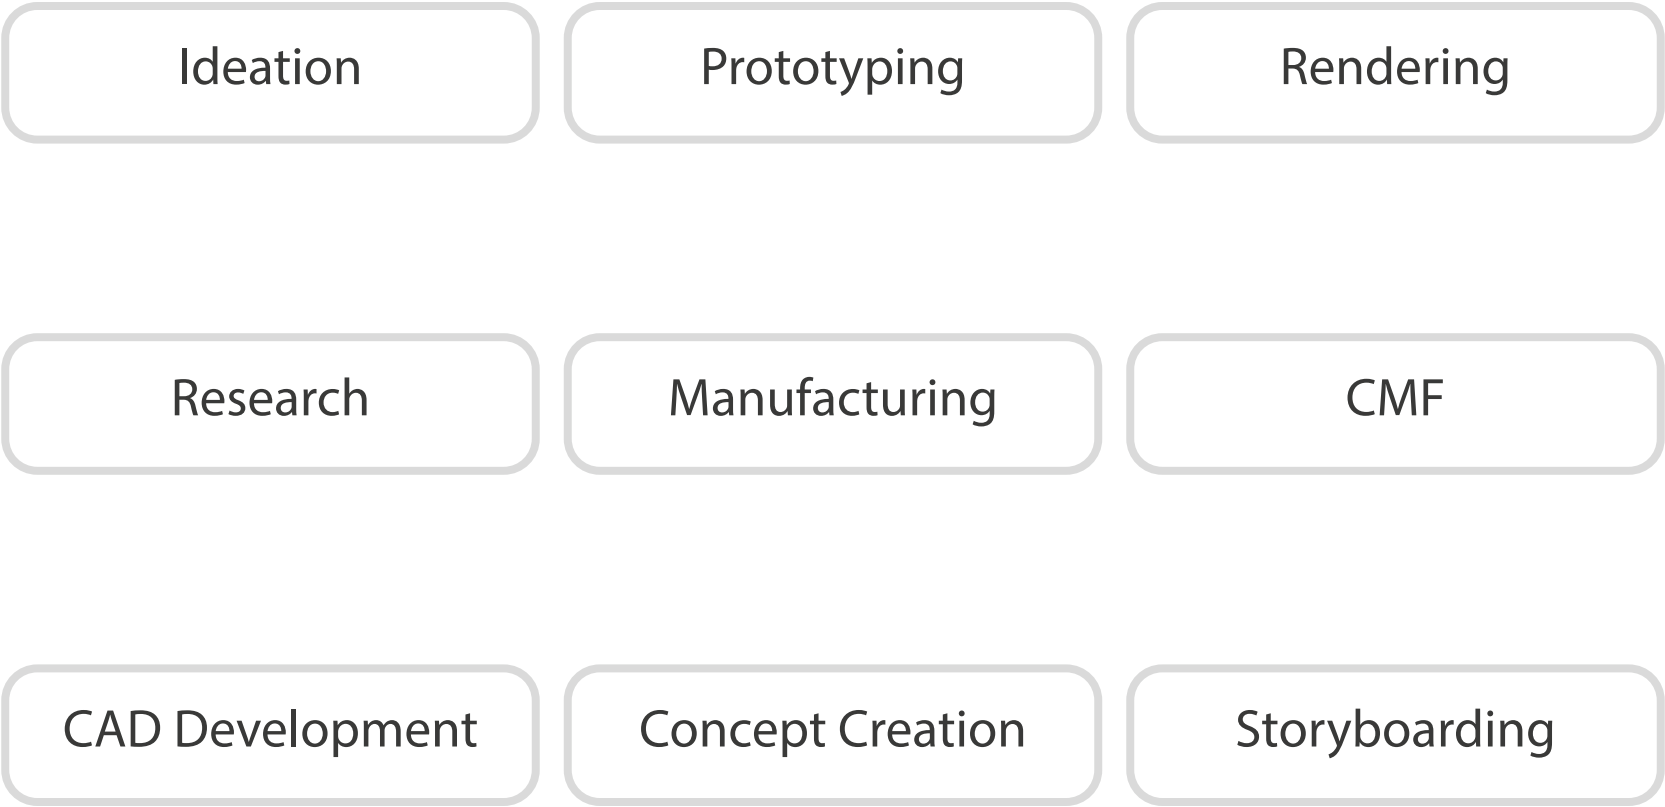 Ideation
Prototyping
Rendering
Research
Manufacturing
CMF
CAD Development
Concept Creation
Storyboarding